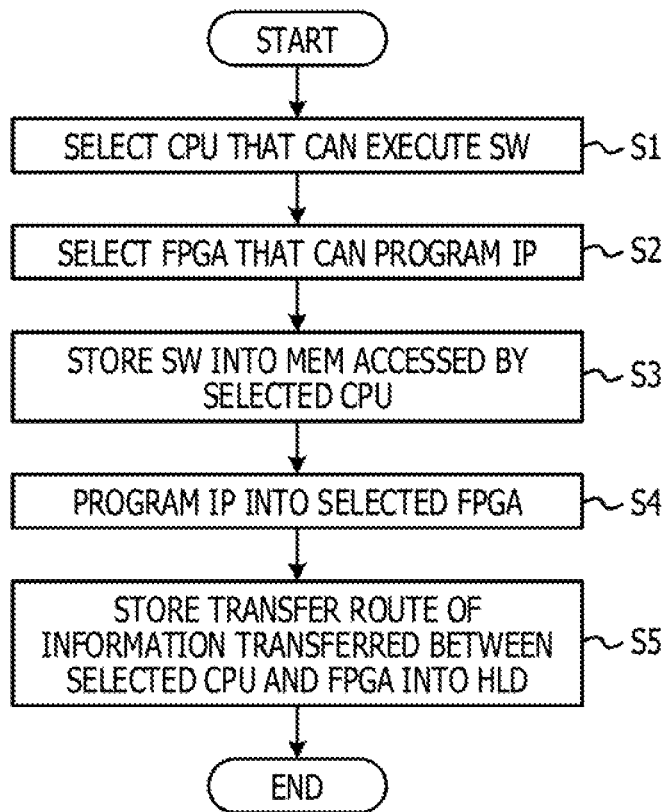 START
SELECT CPU THAT CAN EXECUTE SW
S1
SELECT FPGA THAT CAN PROGRAM IP
S2
STORE SW INTO MEM ACCESSED BY
SELECTED CPU
S3
PROGRAM IP INTO SELECTED FPGA
S4
STORE TRANSFER ROUTE OF
INFORMATION TRANSFERRED BETWEEN
SELECTED CPU AND FPGA INTO HLD
S5
END